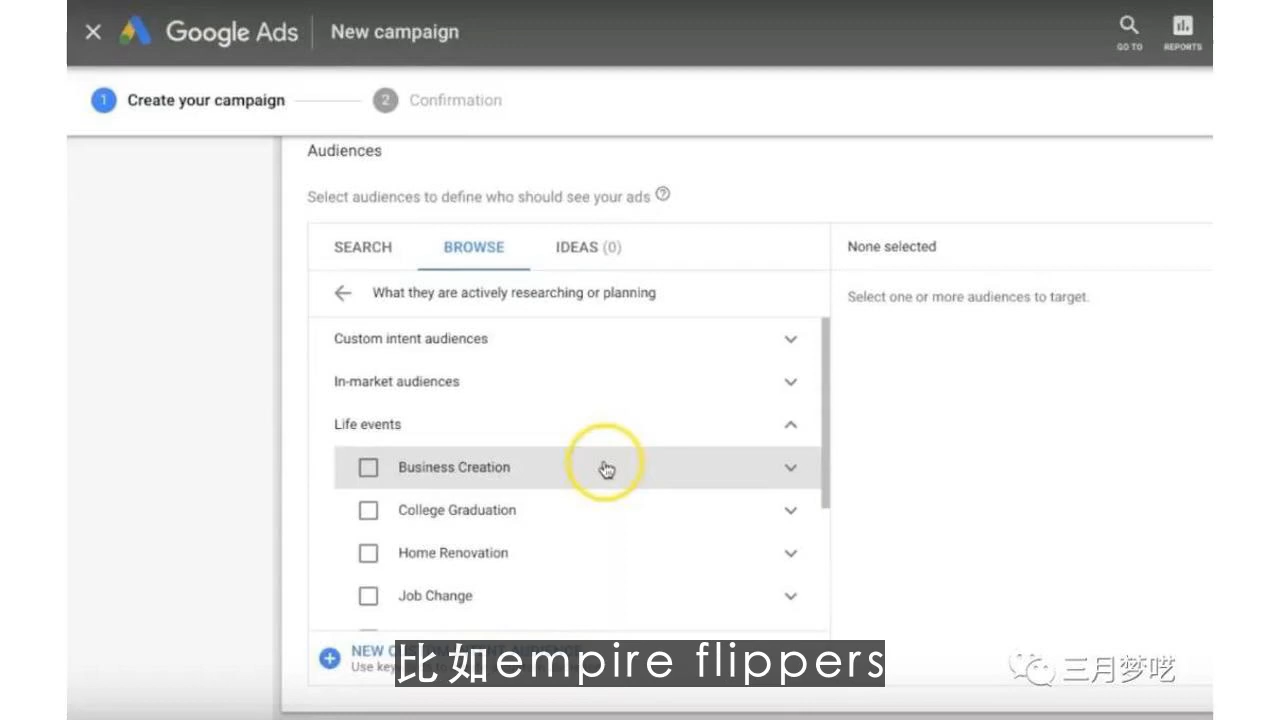 Google Ads
New campaign
GO TO
REPORTS
1 Create your campaign
2 Confirmation
Audiences
Select audiences to define who should see your ads
SEARCH
BROWSE
IDEAS (0)
None selected
What they are actively researching or planning
Select one or more audiences to target.
Custom intent audiences
In-market audiences
Life events
Business Creation
College Graduation
Home Renovation
Job Change
NEW
Use
比如empire flippers
三月梦呓